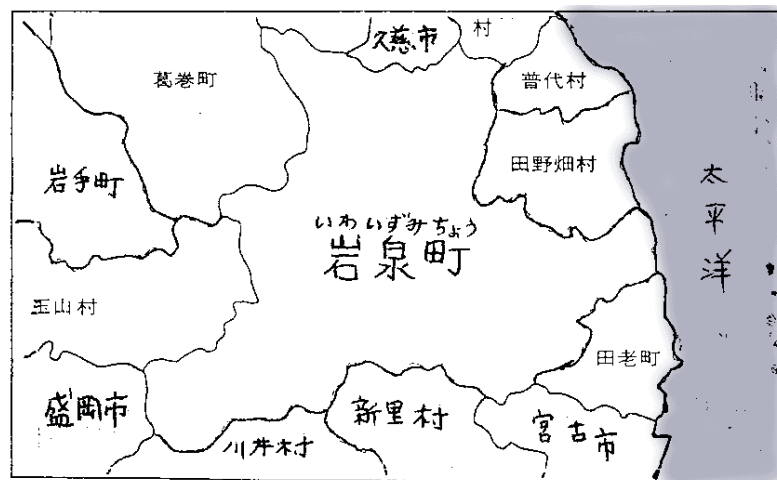 久慈市
村
葛巻町
普代村
田野畑村
岩手町
太平洋
いわいずみちょう
岩泉町
玉山村
田老町
盛岡市
新里村
宮古市
川井村